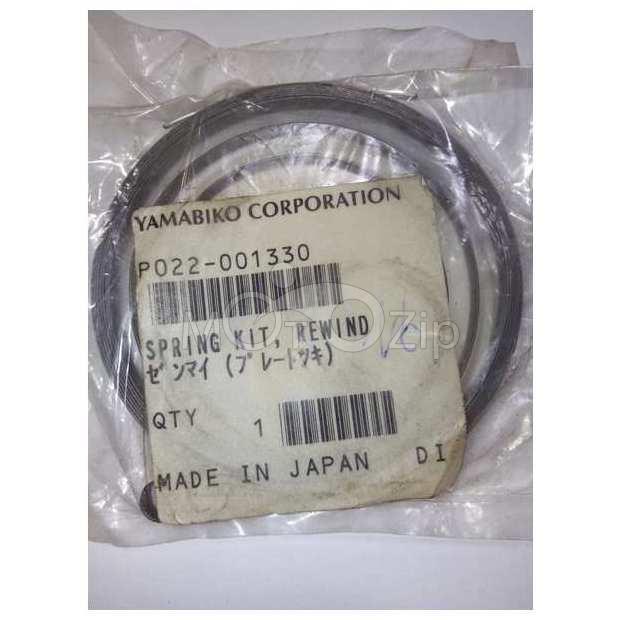 YAMABIKO CORPORATION
P022-001330
SPRING KIT, REWIND
ゼンマイ (プレートツキ)
QTY 1
MADE IN JAPAN DI
MOTOZip